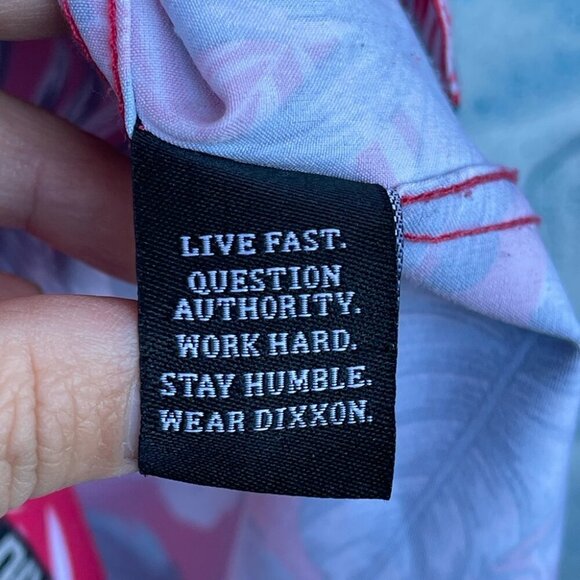 LIVE FAST.
QUESTION
AUTHORITY.
WORK HARD.
STAY HUMBLE.
WEAR DIXXON.